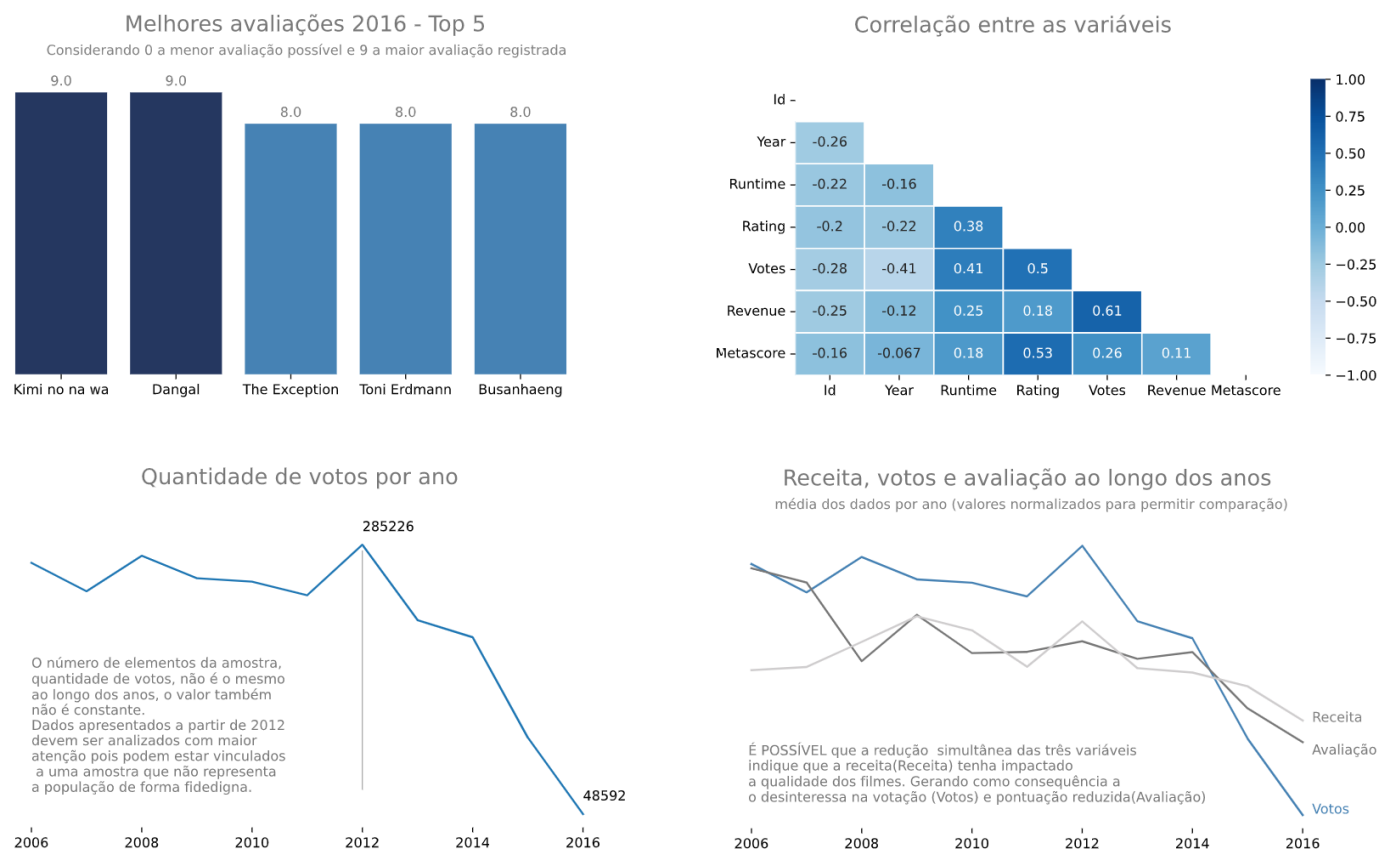 Melhores avaliações 2016 - Top 5
Considerando 0 a menor avaliação possível e 9 a maior avaliação registrada
9.0 9.0 8.0 8.0 8.0
Kimi no na wa Dangal The Exception Toni Erdmann Busanhaeng
Correlação entre as variáveis
Id
Year -0.26
Runtime -0.22 -0.16
Rating -0.2 -0.22 0.38
Votes -0.28 -0.41 0.41 0.5
Revenue -0.25 -0.12 0.25 0.18 0.61
Metascore -0.16 -0.067 0.18 0.53 0.26 0.11
Id Year Runtime Rating Votes Revenue Metascore
1.00
0.75
0.50
0.25
0.00
−0.25
−0.50
−0.75
−1.00
Quantidade de votos por ano
285226
O número de elementos da amostra,
quantidade de votos, não é o mesmo
ao longo dos anos, o valor também
não é constante.
Dados apresentados a partir de 2012
devem ser analizados com maior
atenção pois podem estar vinculados
a uma amostra que não representa
a população de forma fidedigna.
48592
2006 2008 2010 2012 2014 2016
Receita, votos e avaliação ao longo dos anos
média dos dados por ano (valores normalizados para permitir comparação)
Receita
Avaliação
Votos
É POSSÍVEL que a redução  simultânea das três variáveis
indique que a receita(Receita) tenha impactado
a qualidade dos filmes. Gerando como consequência a
o desinteressa na votação (Votos) e pontuação reduzida(Avaliação)
2006 2008 2010 2012 2014 2016